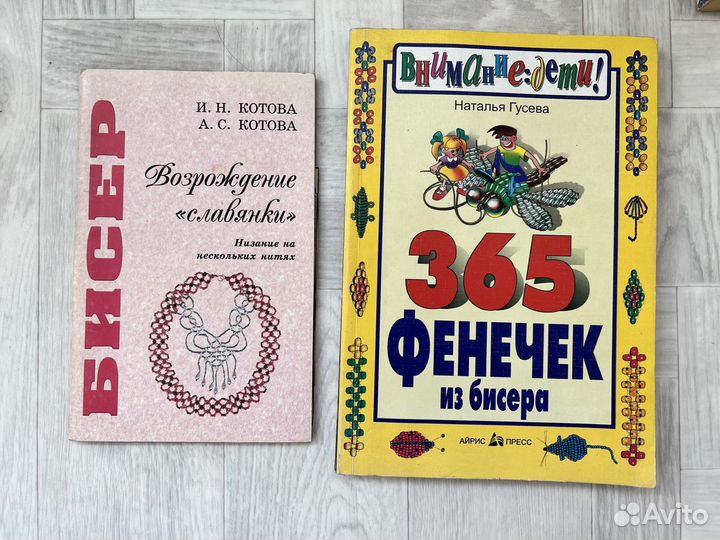 БИСЕР
И. Н. КОТОВА
А. С. КОТОВА
Возрождение
«славянки»
Низание на
нескольких нитях
Внимание: дети!
Наталья Гусева
365
ФЕНЕЧЕК
из бисера
АЙРИС ПРЕСС
Avito